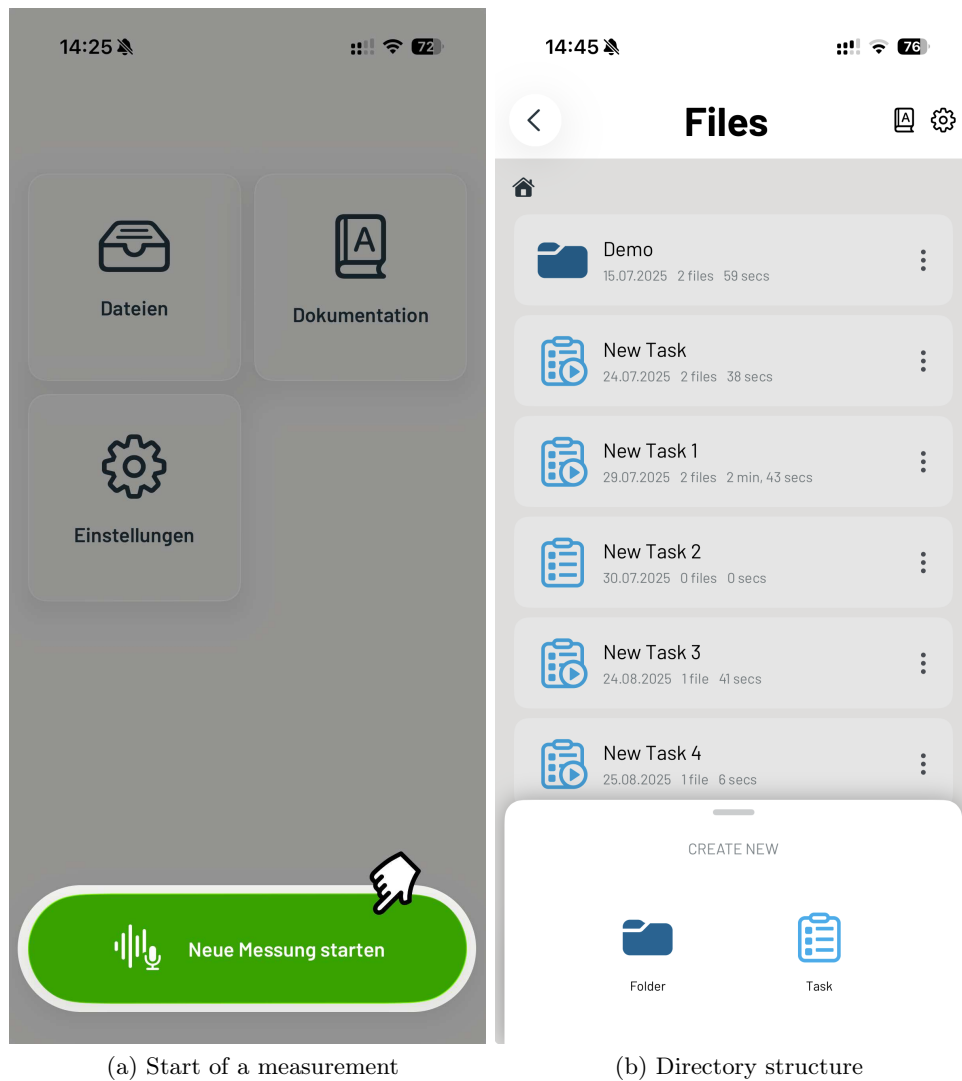 14:25
72
Dateien
Dokumentation
Einstellungen
Neue Messung starten
(a) Start of a measurement
14:45
76
Files
Demo
15.07.2025 2 files 59 secs
New Task
24.07.2025 2 files 38 secs
New Task 1
29.07.2025 2 files 2 min, 43 secs
New Task 2
30.07.2025 0 files 0 secs
New Task 3
24.08.2025 1 file 41 secs
New Task 4
25.08.2025 1 file 6 secs
CREATE NEW
Folder
Task
(b) Directory structure